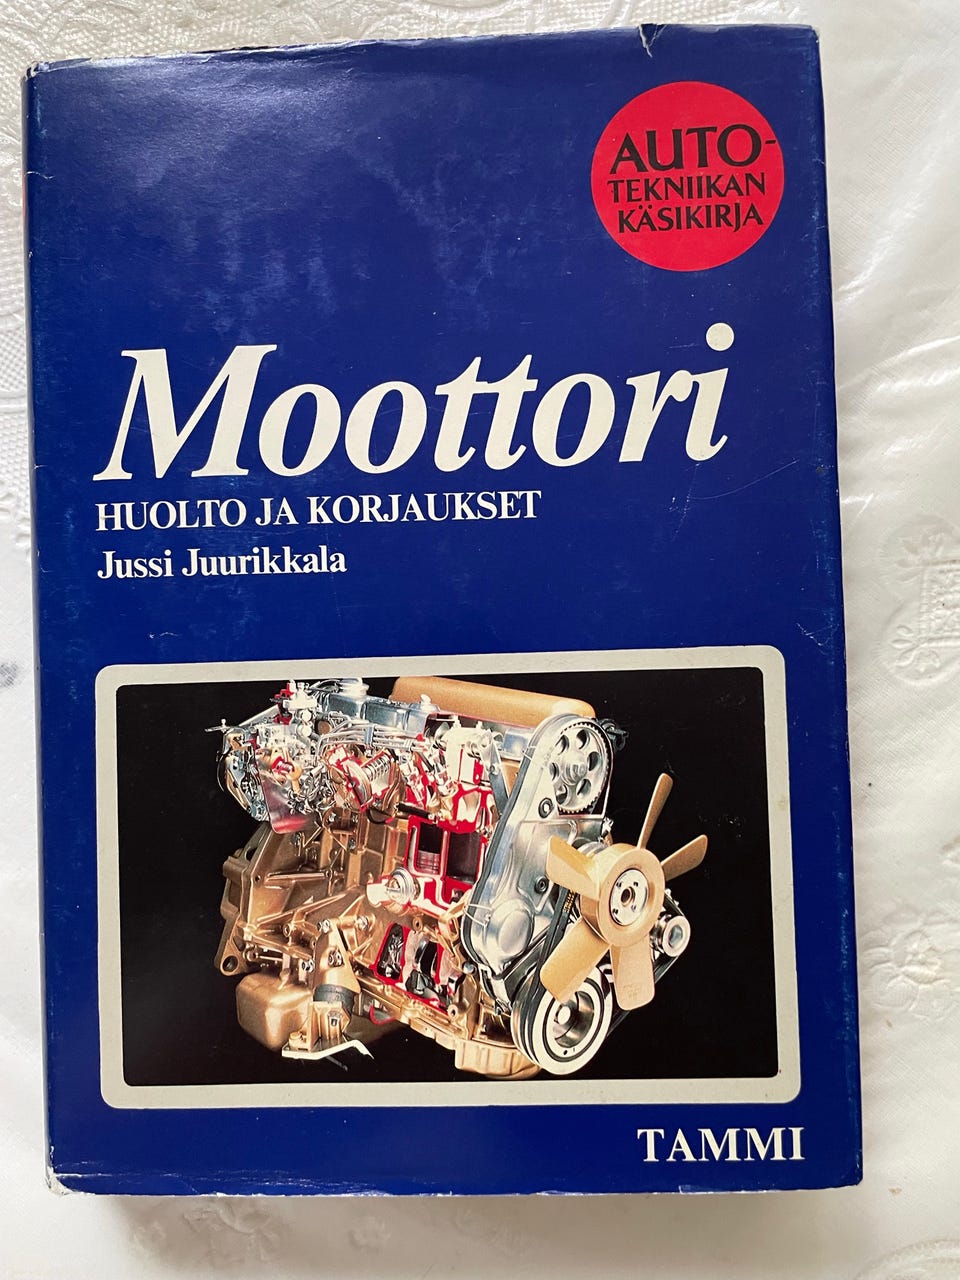 AUTO-
TEKNIIKAN
KÄSIKIRJA
Moottori
HUOLTO JA KORJAUKSET
Jussi Juurikkala
TAMMI